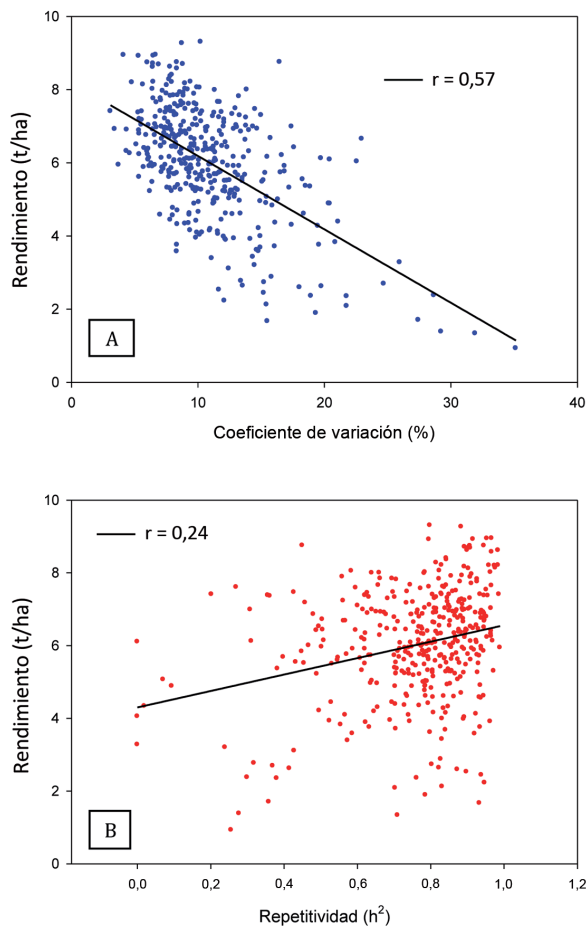 10
8
6
4
2
0
Rendimiento (t/ha)
r = 0,57
A
0 10 20 30 40
Coeficiente de variación (%)
10
8
6
4
2
0
Rendimiento (t/ha)
r = 0,24
B
0,0 0,2 0,4 0,6 0,8 1,0 1,2
Repetitividad (h²)